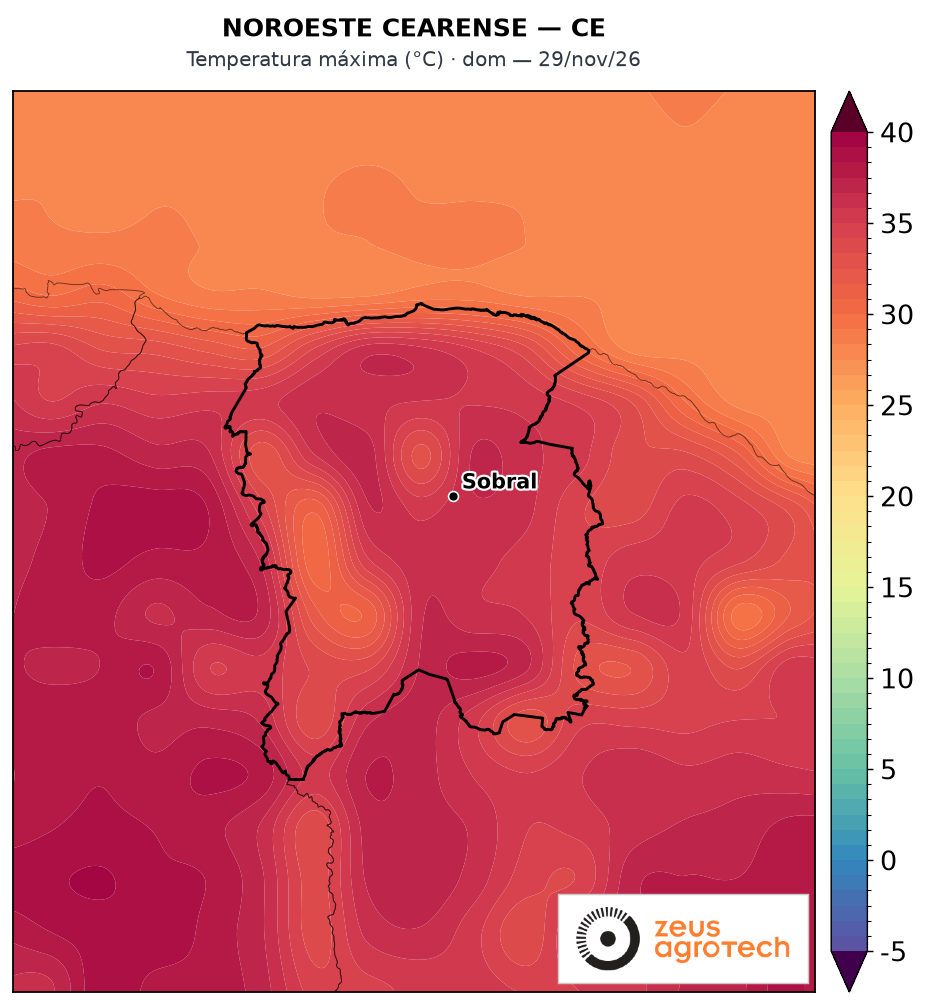 NOROESTE CEARENSE — CE
Temperatura máxima (°C) · dom — 29/nov/26
40
35
30
25
20
15
10
5
0
-5
Sobral
zeus
agrotech